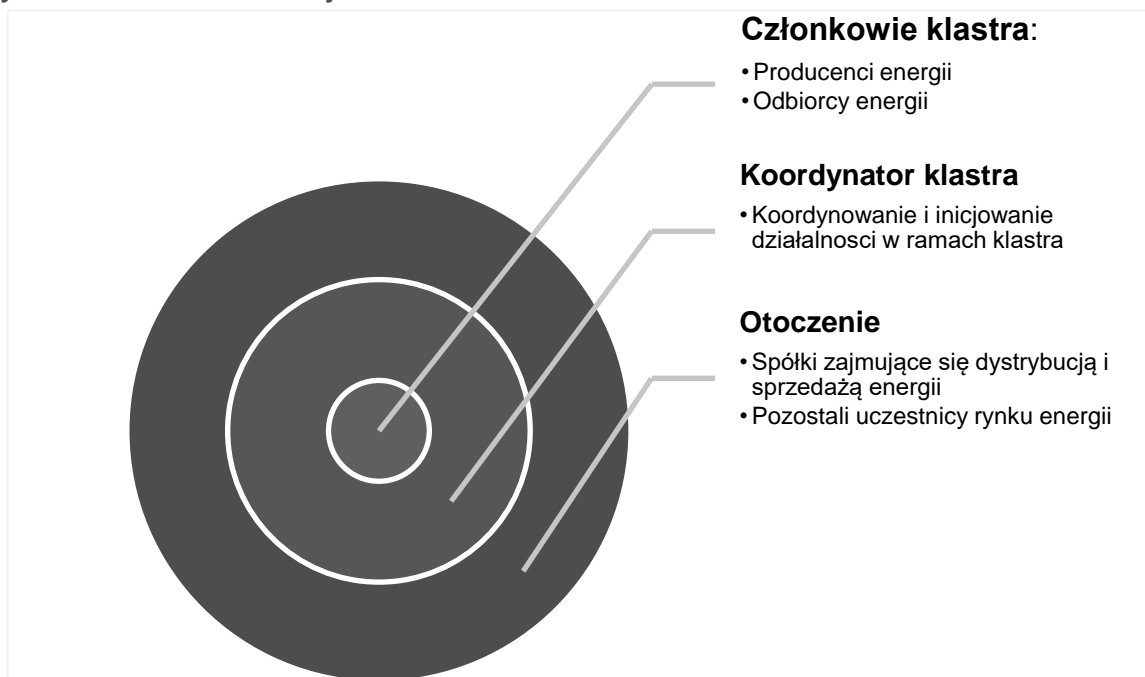 Członkowie klastra:
• Producenci energii
• Odbiorcy energii
Koordynator klastra
• Koordynowanie i inicjowanie
działalnosci w ramach klastra
Otoczenie
• Spółki zajmujące się dystrybucją i
sprzedażą energii
• Pozostali uczestnicy rynku energii